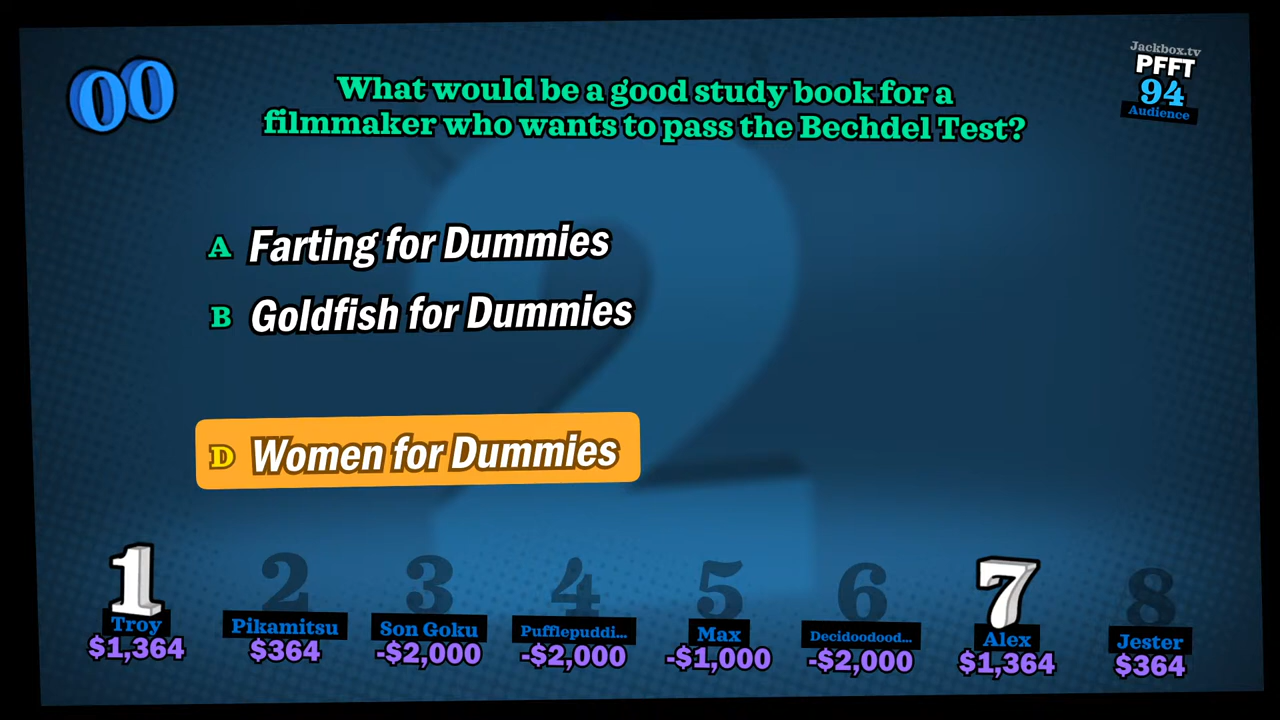 00
What would be a good study book for a
filmmaker who wants to pass the Bechdel Test?
Jackbox.tv
PFFT
94
Audience
A Farting for Dummies
B Goldfish for Dummies
D Women for Dummies
2
1 2 3 4 5 6 7 8
Troy Pikamitsu Son Goku Pufflepuddi... Max Decidoodood... Alex Jester
$1,364 $364 -$2,000 -$2,000 -$1,000 -$2,000 $1,364 $364